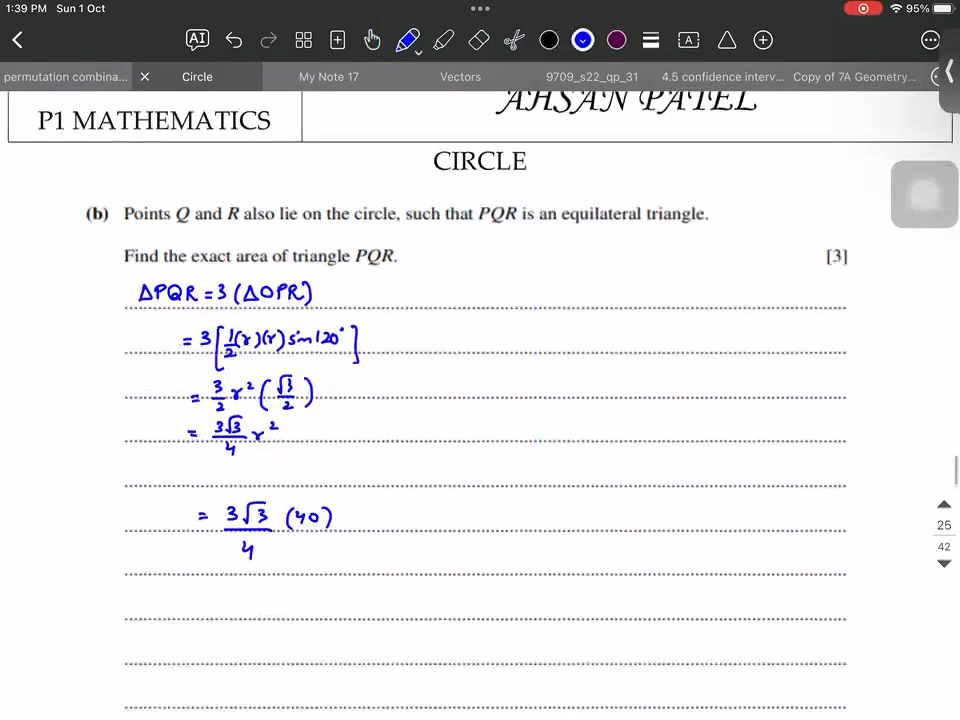 1:39 PM Sun 1 Oct 95%
permutation combina... Circle My Note 17 Vectors 9709_s22_qp_31 4.5 confidence interv... Copy of 7A Geometry...
P1 MATHEMATICS AHSAN PATEL
CIRCLE
(b) Points Q and R also lie on the circle, such that PQR is an equilateral triangle.
Find the exact area of triangle PQR. [3]
ΔPQR = 3 (ΔOPR)
= 3 [ 1/2 (r)(r) sin 120° ]
= 3/2 r² ( √3/2 )
= 3√3/4 r²
= 3√3/4 (40)
25
42